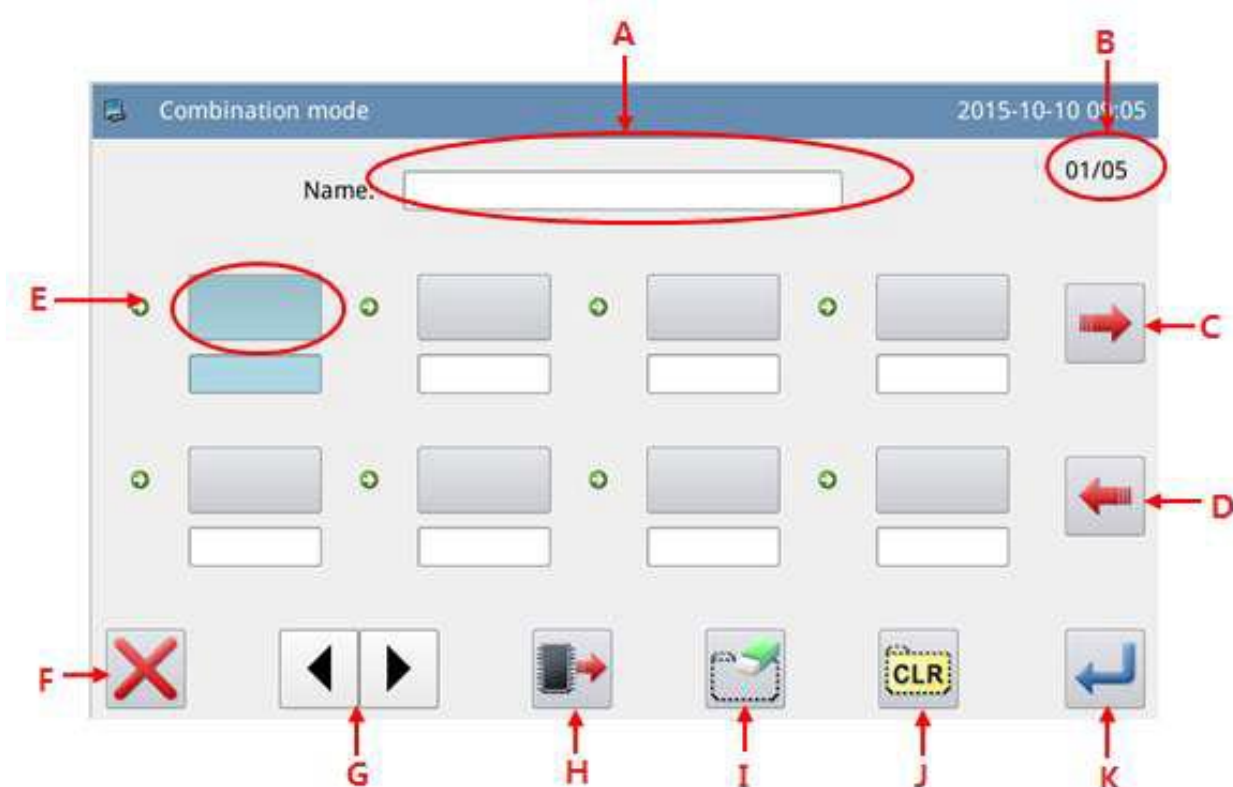 A
B
Combination mode
2015-10-10 09:05
01/05
Name:
E
C
D
CLR
F
G
H
I
J
K